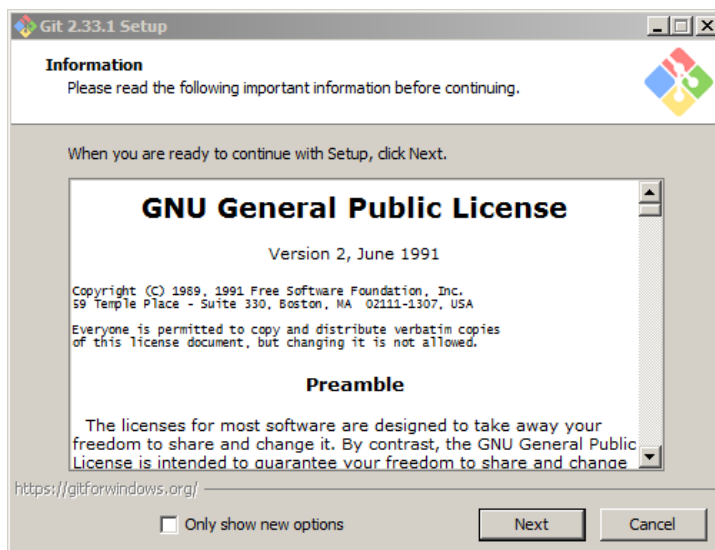 Git 2.33.1 Setup
Information
Please read the following important information before continuing.
When you are ready to continue with Setup, click Next.
GNU General Public License
Version 2, June 1991
Copyright (C) 1989, 1991 Free Software Foundation, Inc.
59 Temple Place - Suite 330, Boston, MA  02111-1307, USA
Everyone is permitted to copy and distribute verbatim copies
of this license document, but changing it is not allowed.
Preamble
The licenses for most software are designed to take away your
freedom to share and change it. By contrast, the GNU General Public
License is intended to guarantee your freedom to share and change
https://gitforwindows.org/
Only show new options
Next
Cancel